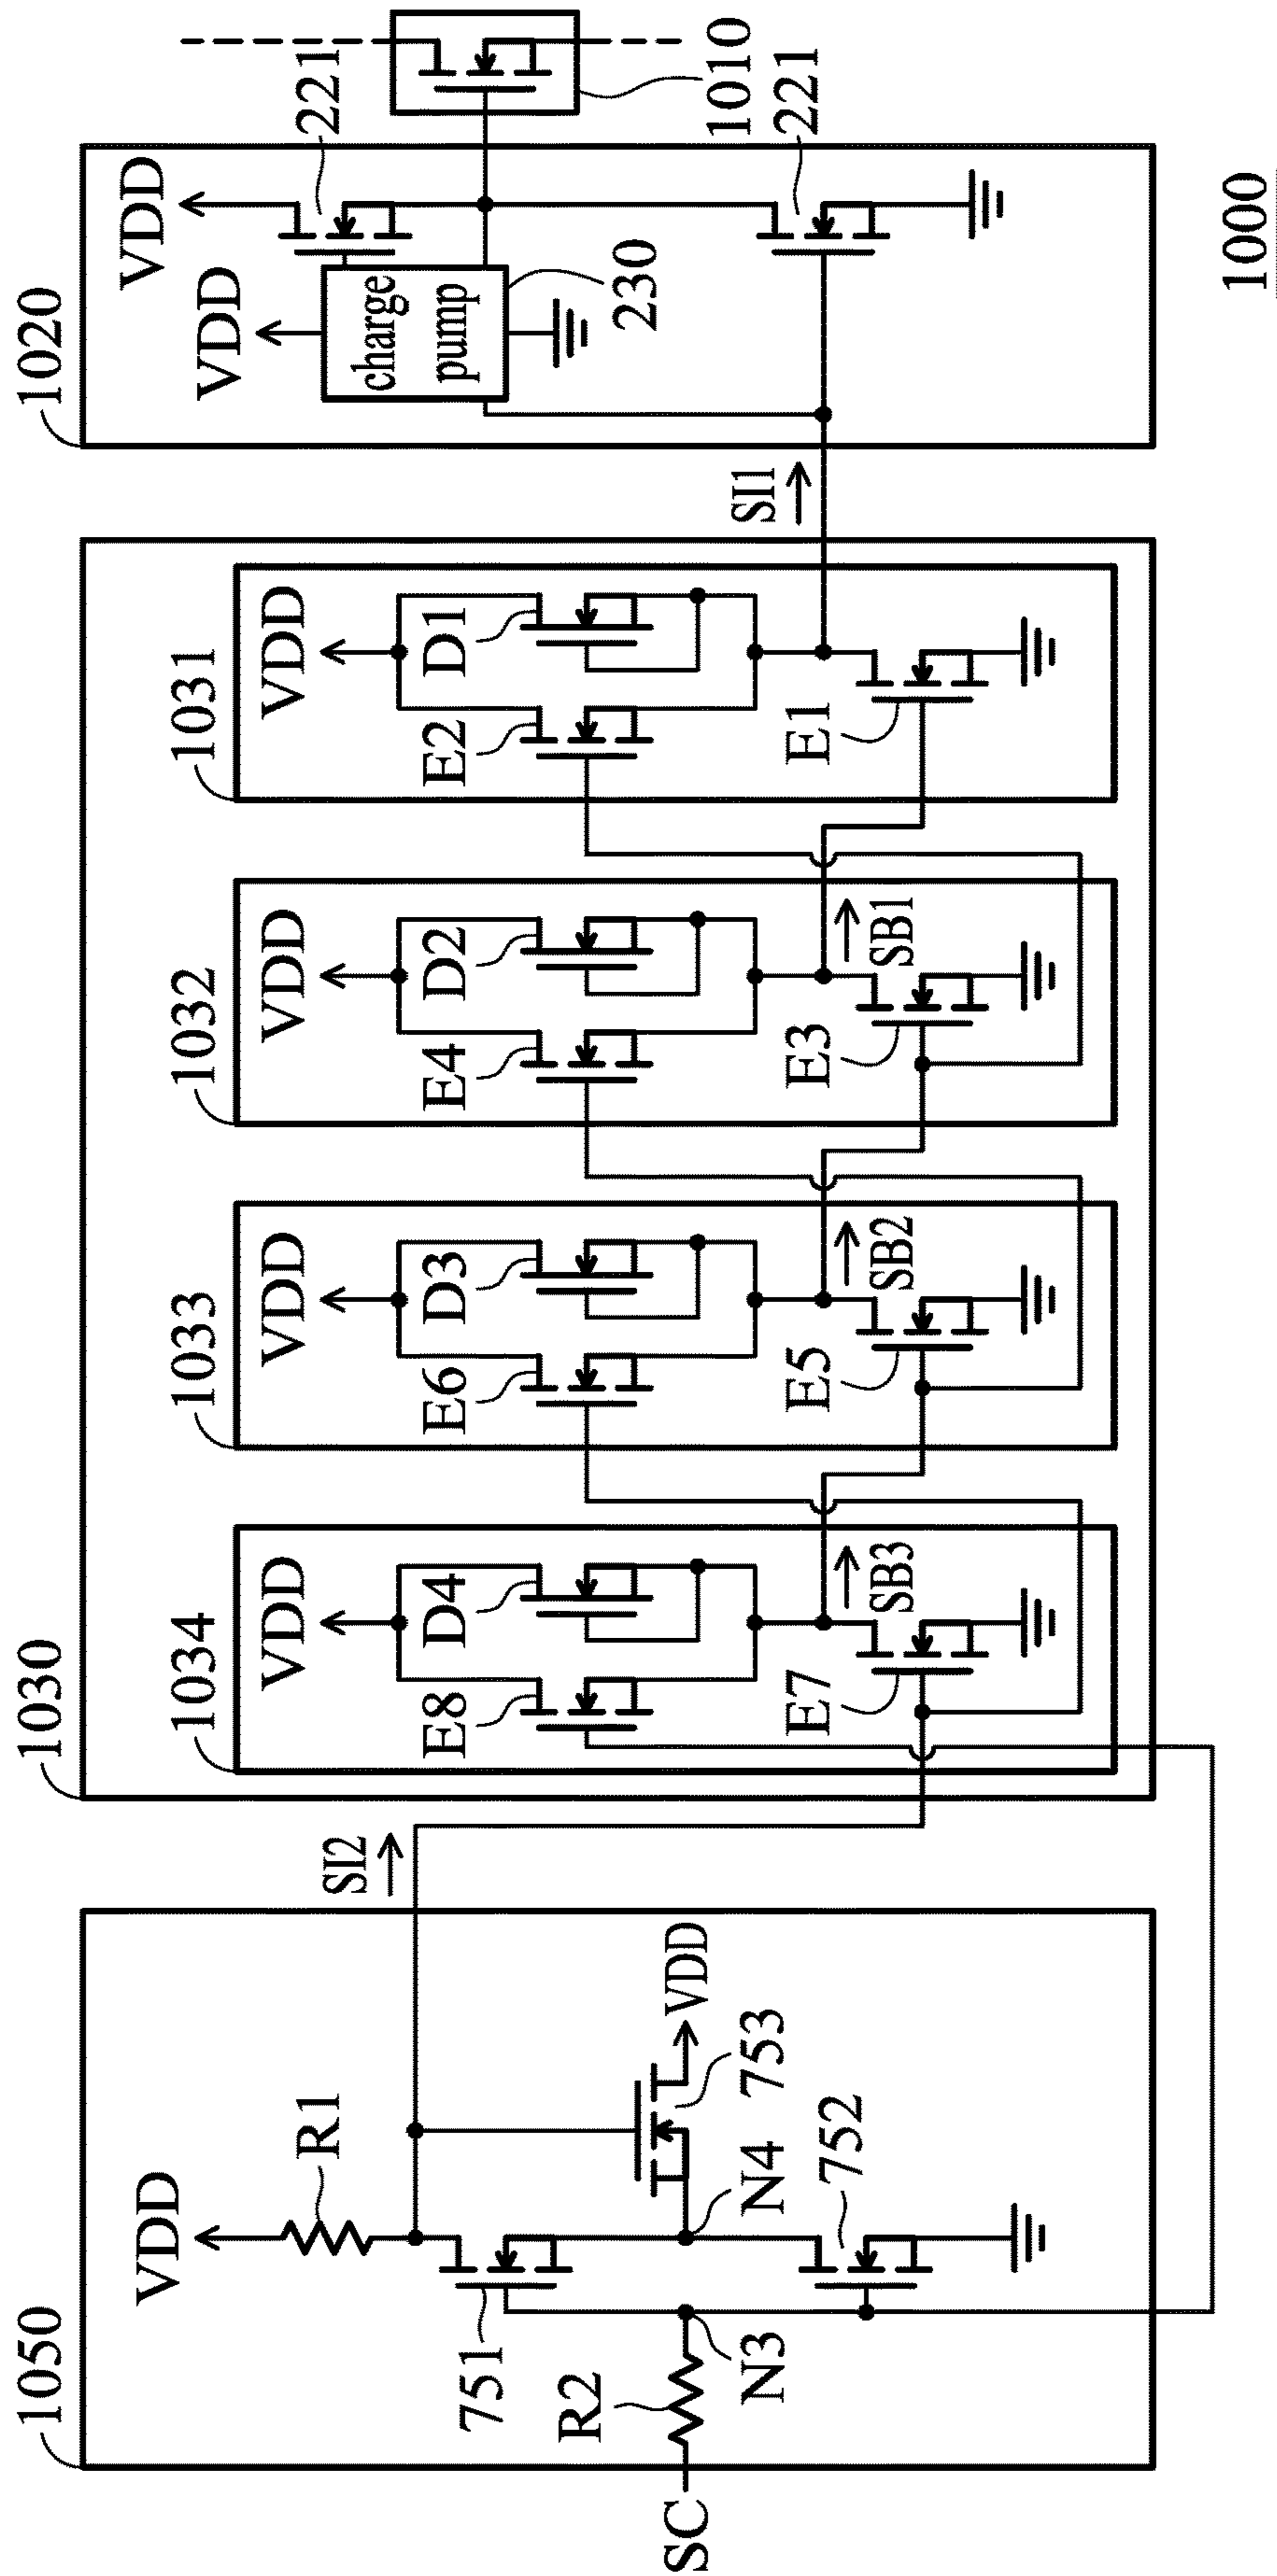 1050
VDD
R1
751
R2
SC
N3
N4
752
753
VDD
SI2
1030
1034
VDD
E8
D4
E7
SB3
1033
VDD
E6
D3
E5
SB2
1032
VDD
E4
D2
E3
SB1
1031
VDD
E2
D1
E1
SI1
1020
VDD
VDD
charge
pump
230
221
221
1010
1000